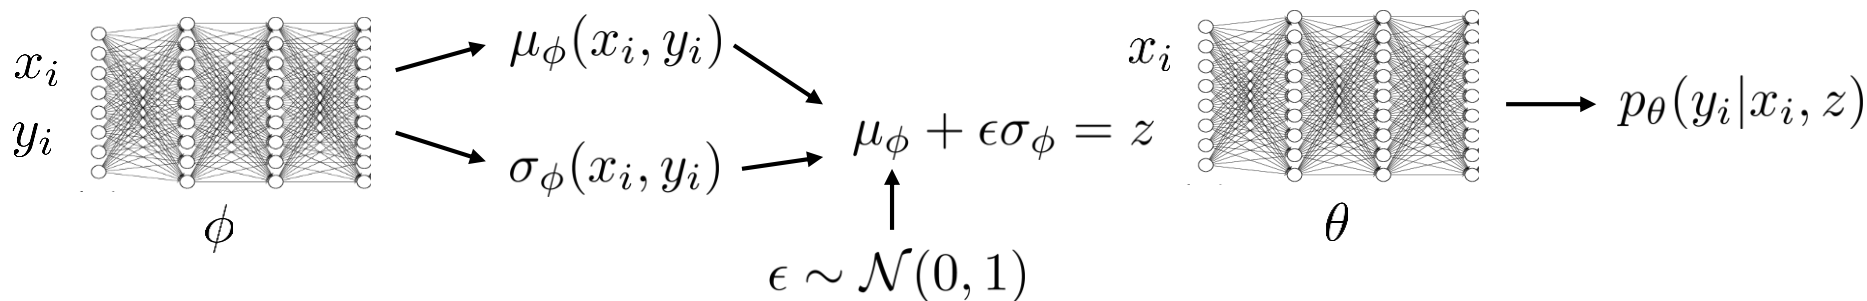 x_i
y_i
ϕ
μ_ϕ(x_i, y_i)
σ_ϕ(x_i, y_i)
μ_ϕ + ϵσ_ϕ = z
ϵ ∼ 𝒩(0, 1)
x_i
θ
p_θ(y_i|x_i, z)